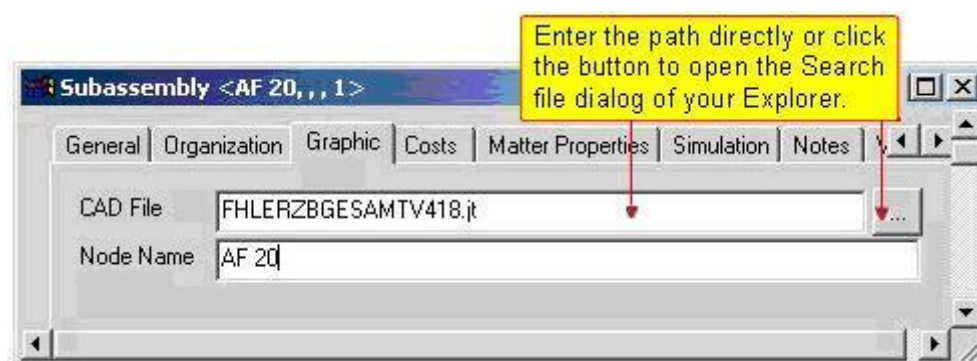 Enter the path directly or click
the button to open the Search
file dialog of your Explorer.
Subassembly <AF 20, , , 1>
General Organization Graphic Costs Matter Properties Simulation Notes
CAD File FHLERZBGESAMTV418.jt ...
Node Name AF 20